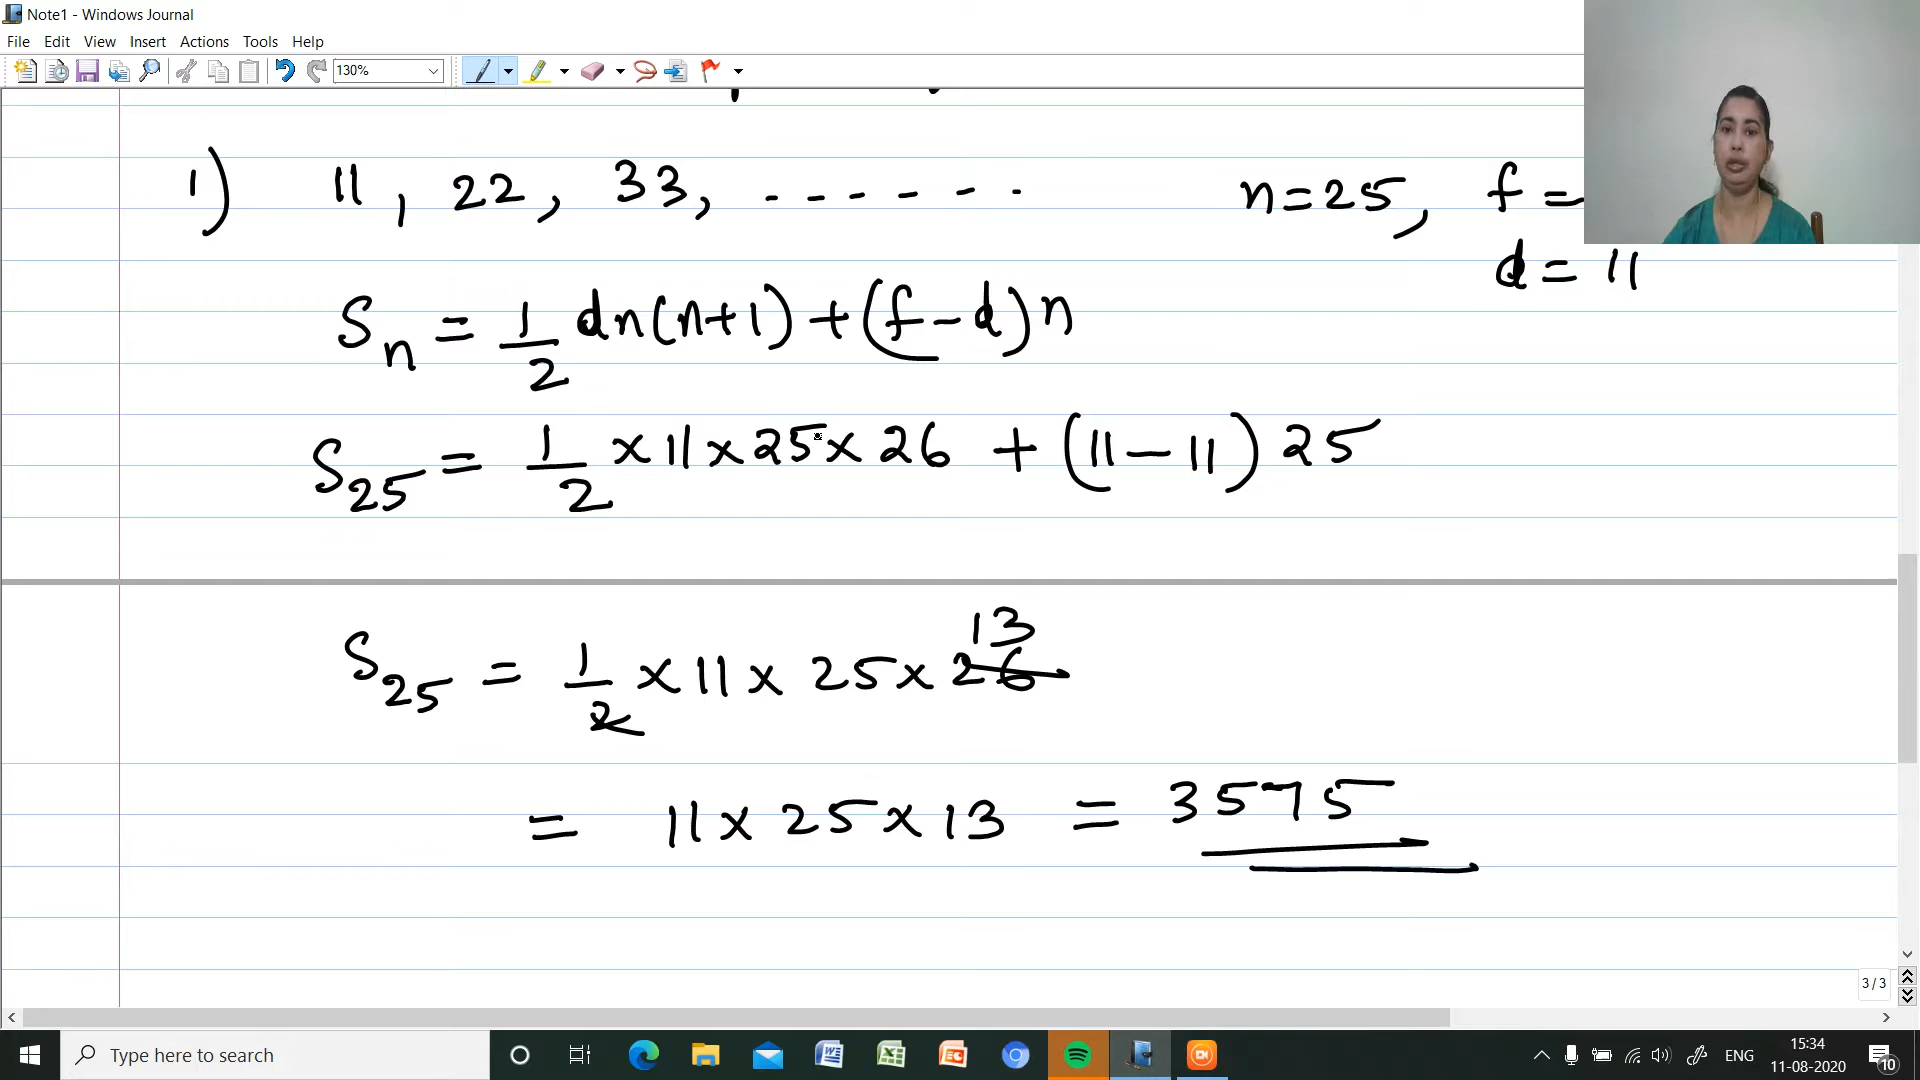 Note1 - Windows Journal
File Edit View Insert Actions Tools Help
130%
1) 11, 22, 33, ------· n=25, f=
d = 11
Sn = 1/2 dn(n+1) + (f-d)n
S25 = 1/2 × 11 × 25 × 26 + (11-11) 25
13
S25 = 1/2 × 11 × 25 × 26
= 11 × 25 × 13 = 3575
3 / 3
Type here to search
ENG
15:34
11-08-2020
10